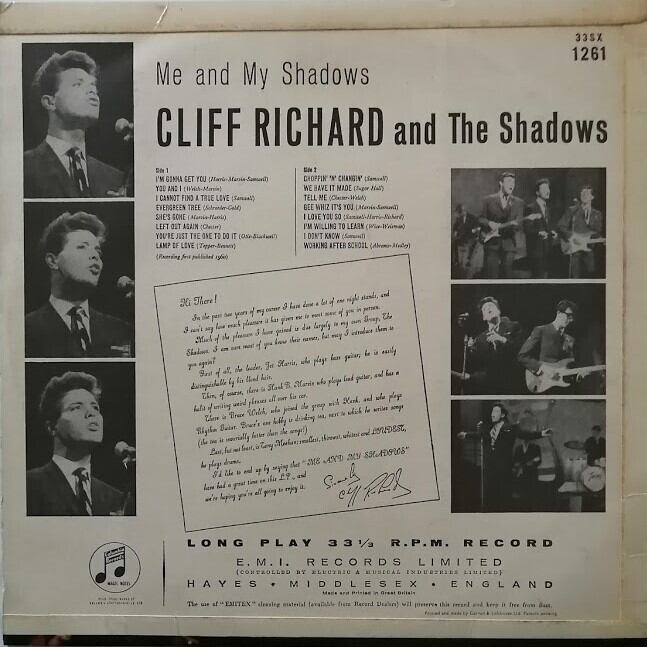 33SX
1261
Me and My Shadows
CLIFF RICHARD and The Shadows
Side 1
I'M GONNA GET YOU (Harris-Marvin-Samwell)
YOU AND I (Welch-Marvin)
I CANNOT FIND A TRUE LOVE (Samwell)
EVERGREEN TREE (Schroeder-Gold)
SHE'S GONE (Marvin-Harris)
LEFT OUT AGAIN (Chester)
YOU'RE JUST THE ONE TO DO IT (Otis-Blackwell)
LAMP OF LOVE (Tepper-Bennett)
(Recording first published 1960)
Side 2
CHOPPIN' 'N' CHANGIN' (Samwell)
WE HAVE IT MADE (Sugar Hall)
TELL ME (Chester-Welch)
GEE WHIZ IT'S YOU (Marvin-Samwell)
I LOVE YOU SO (Samwell-Harris-Richard)
I'M WILLING TO LEARN (Wise-Weisman)
I DON'T KNOW (Samwell)
WORKING AFTER SCHOOL (Abrams-Medley)
Hi There!
In the past two years of my career I have done a lot of one night stands, and
I can't say how much pleasure it has given me to meet some of you in person.
Much of the pleasure I have gained is due largely to my own Group, The
Shadows. I am sure most of you know their names, but may I introduce them to
you again?
First of all, the leader, Jet Harris, who plays bass guitar; he is easily
distinguishable by his blond hair.
Then, of course, there is Hank B. Marvin who plays lead guitar, and has a
habit of writing weird phrases all over his car.
There is Bruce Welch, who joined the group with Hank, and who plays
Rhythm Guitar. Bruce's one hobby is drinking tea, next to which he writes songs
(the tea is invariably better than the songs!)
Last, but not least, is Tony Meehan; smallest, thinnest, whitest and LOUDEST,
he plays drums.
I'd like to end up by saying that "ME AND MY SHADOWS"
have had a great time on this L.P., and
we're hoping you're all going to enjoy it.
Sincerely
Cliff Richard
Columbia
MAGIC NOTES
LONG PLAY 33⅓ R.P.M. RECORD
E.M.I. RECORDS LIMITED
(CONTROLLED BY ELECTRIC & MUSICAL INDUSTRIES LIMITED)
HAYES • MIDDLESEX • ENGLAND
Made and Printed in Great Britain
The use of "EMITEX" cleaning material (available from Record Dealers) will preserve this record and keep it free from dust.